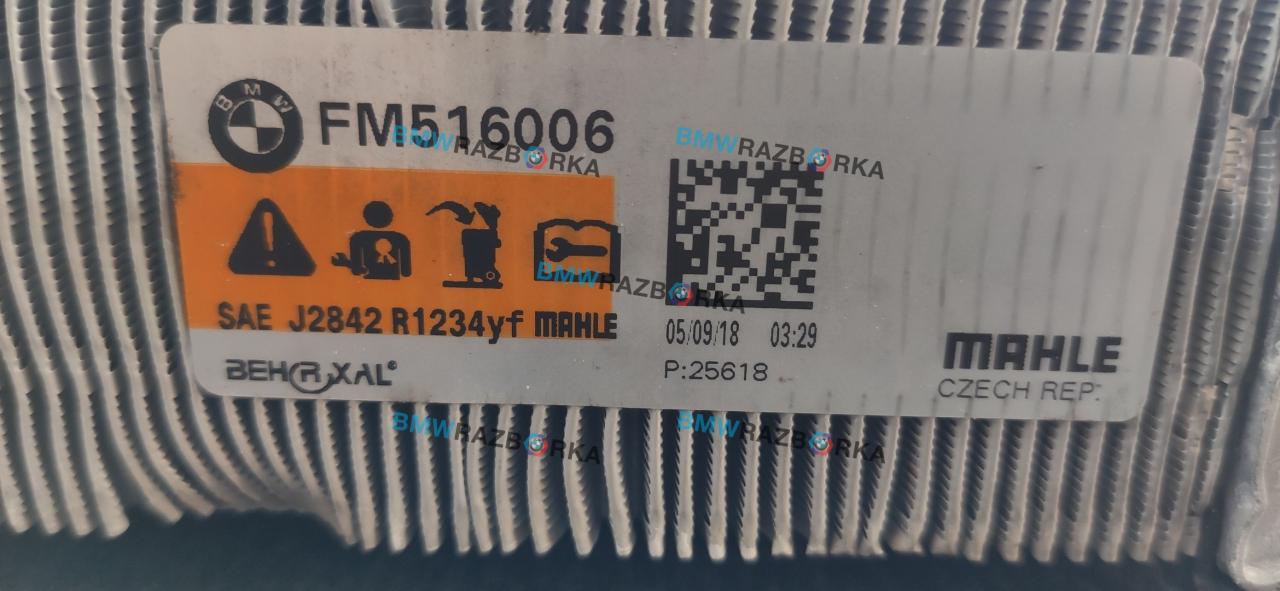 BMW
FM516006
BMWRAZBORKA
BMWRAZBORKA
BMWRAZBORKA
SAE J2842 R1234yf MAHLE
05/09/18 03:29
P:25618
BEHR XAL
MAHLE
CZECH REP.
BMWRAZBORKA
BMWRAZBORKA